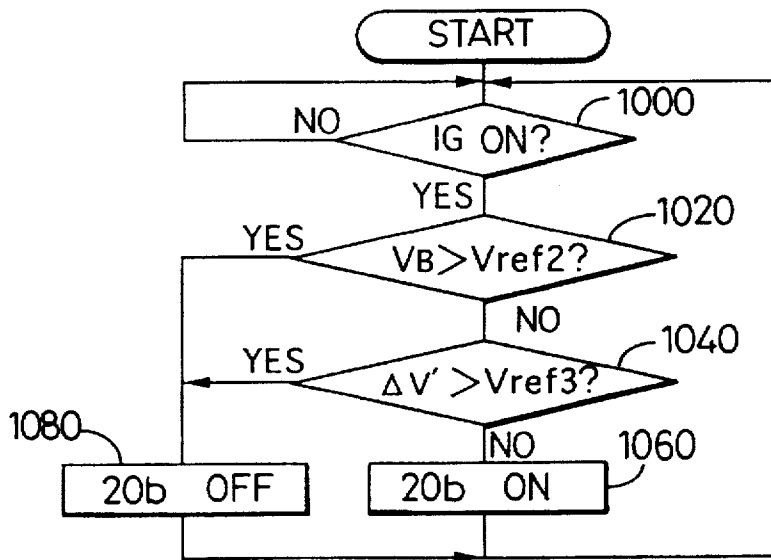 START
1000
NO
IG ON?
YES
1020
YES
VB>Vref2?
NO
1040
YES
ΔV′>Vref3?
1080
NO
1060
20b OFF
20b ON